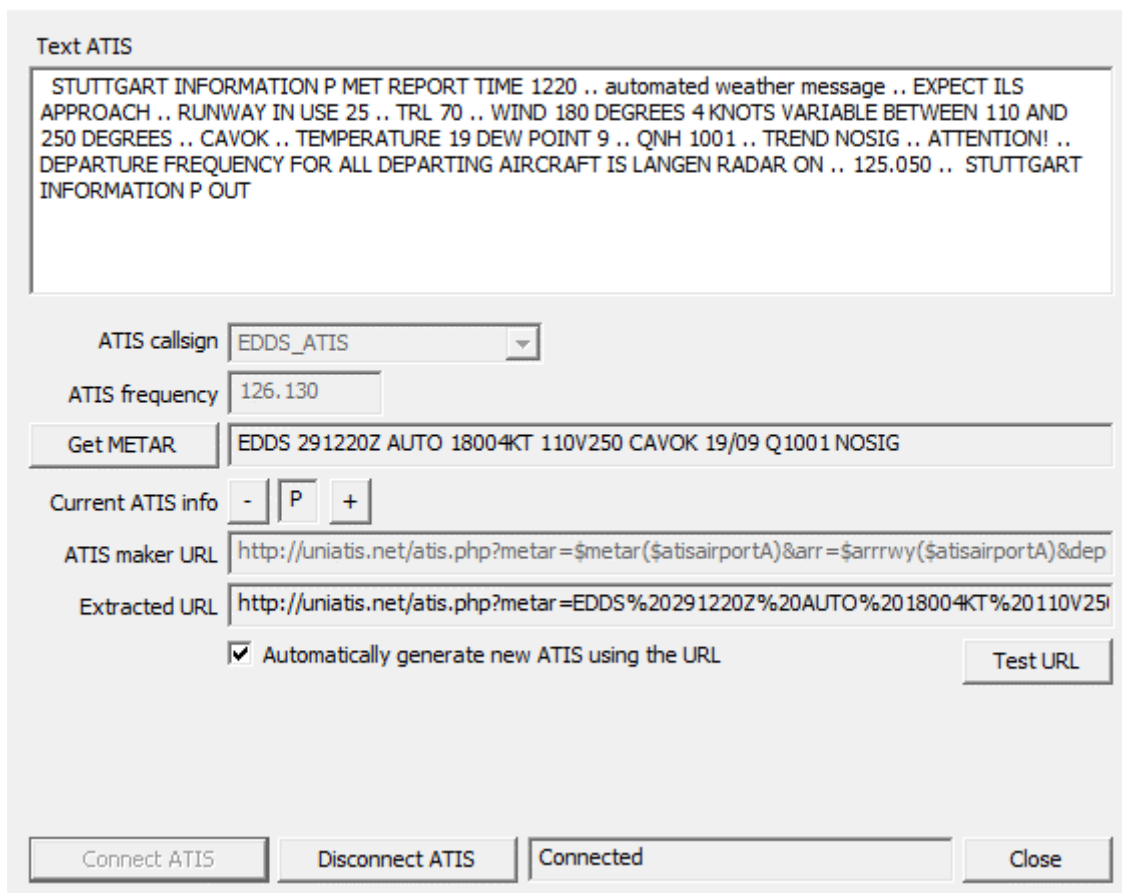 Text ATIS
STUTTGART INFORMATION P MET REPORT TIME 1220 .. automated weather message .. EXPECT ILS
APPROACH .. RUNWAY IN USE 25 .. TRL 70 .. WIND 180 DEGREES 4 KNOTS VARIABLE BETWEEN 110 AND
250 DEGREES .. CAVOK .. TEMPERATURE 19 DEW POINT 9 .. QNH 1001 .. TREND NOSIG .. ATTENTION! ..
DEPARTURE FREQUENCY FOR ALL DEPARTING AIRCRAFT IS LANGEN RADAR ON .. 125.050 .. STUTTGART
INFORMATION P OUT
ATIS callsign EDDS_ATIS
ATIS frequency 126.130
Get METAR EDDS 291220Z AUTO 18004KT 110V250 CAVOK 19/09 Q1001 NOSIG
Current ATIS info - P +
ATIS maker URL http://uniatis.net/atis.php?metar=$metar($atisairportA)&arr=$arrrwy($atisairportA)&dep
Extracted URL http://uniatis.net/atis.php?metar=EDDS%20291220Z%20AUTO%2018004KT%20110V25
Automatically generate new ATIS using the URL Test URL
Connect ATIS Disconnect ATIS Connected Close